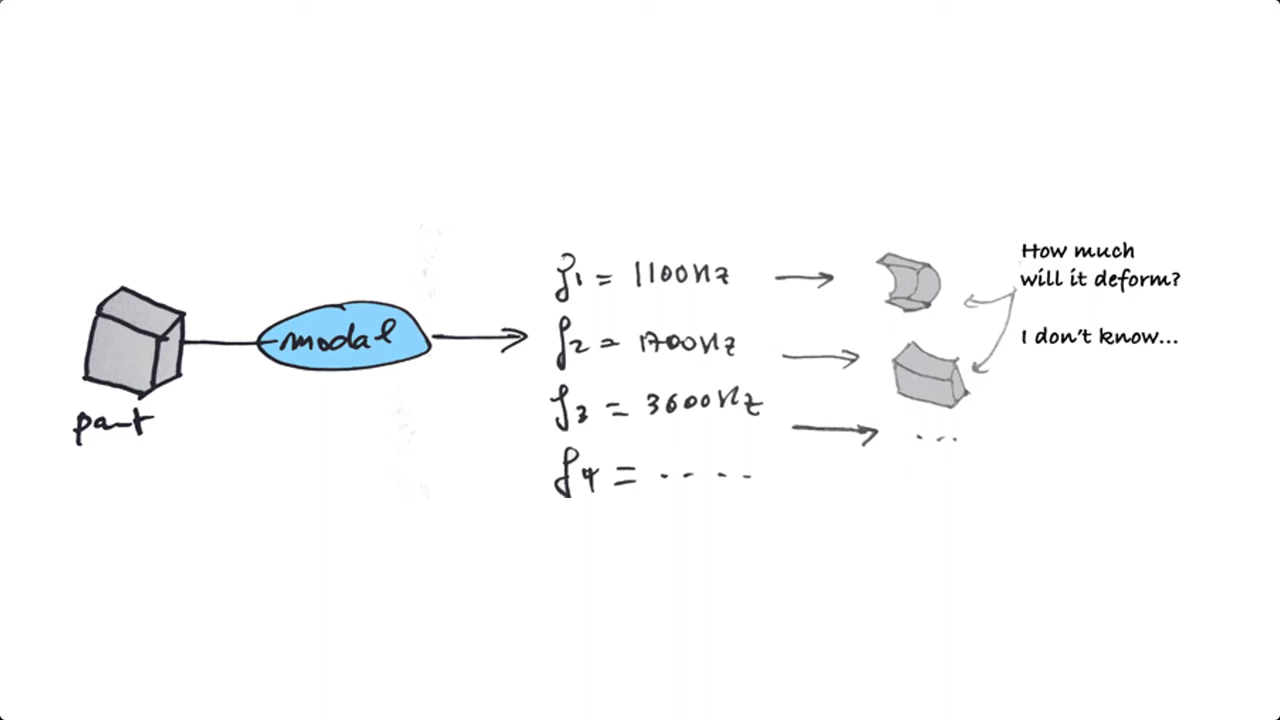 part
modal
f1 = 1100Hz
f2 = 1700Hz
f3 = 3600Hz
f4 = .....
...
How much
will it deform?
I don't know...